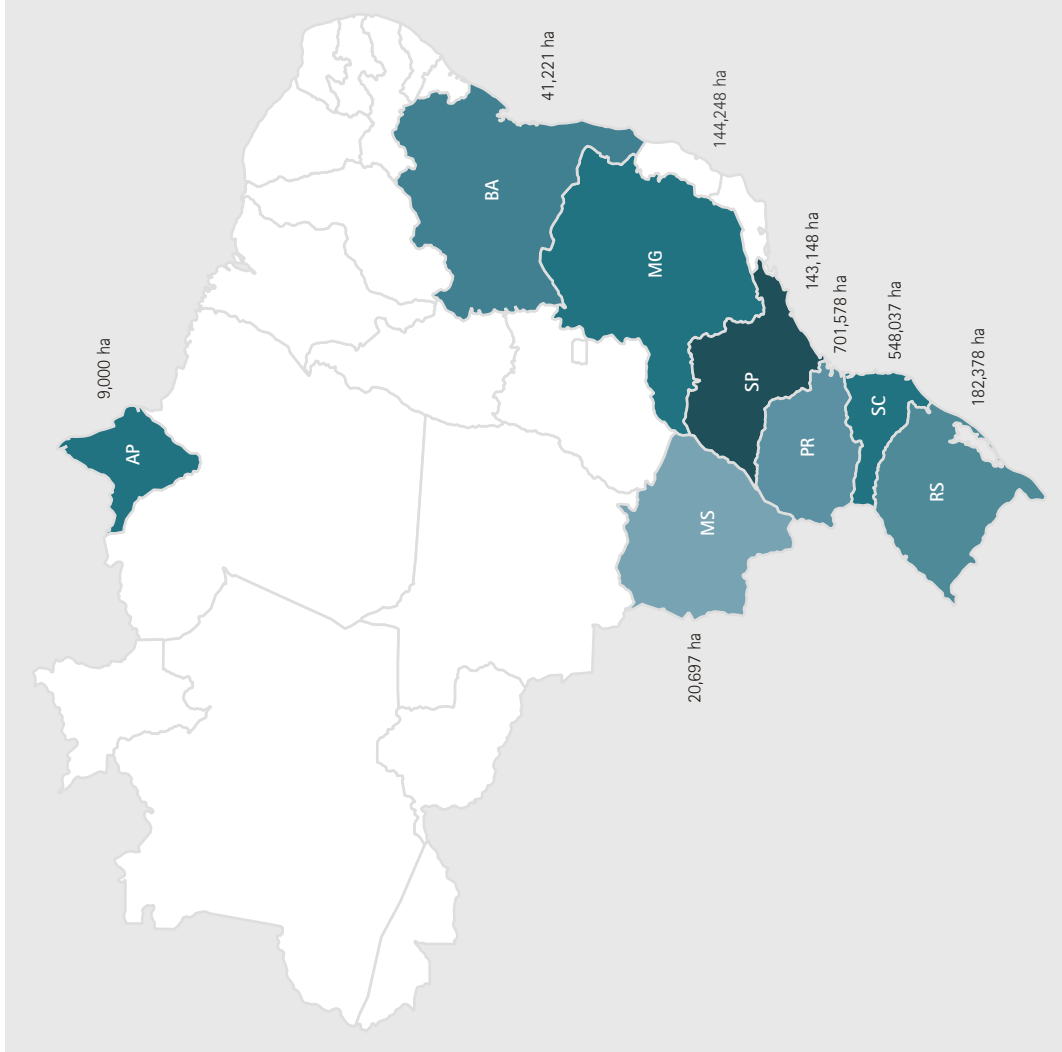 9,000 ha
AP
41,221 ha
BA
144,248 ha
MG
143,148 ha
SP
701,578 ha
PR
MS
20,697 ha
548,037 ha
SC
182,378 ha
RS